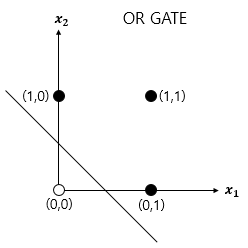 x₂ OR GATE
(1,0) (1,1)
x₁
(0,0) (0,1)